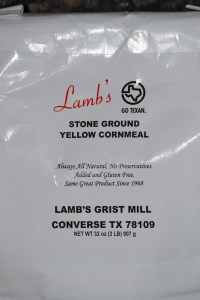 Lamb's
GO TEXAN.
STONE GROUND
YELLOW CORNMEAL
Always All Natural, No Preservatives
Added and Gluten Free.
Same Great Product Since 1968
LAMB'S GRIST MILL
CONVERSE TX 78109
NET WT 32 oz (2 LB) 907 g